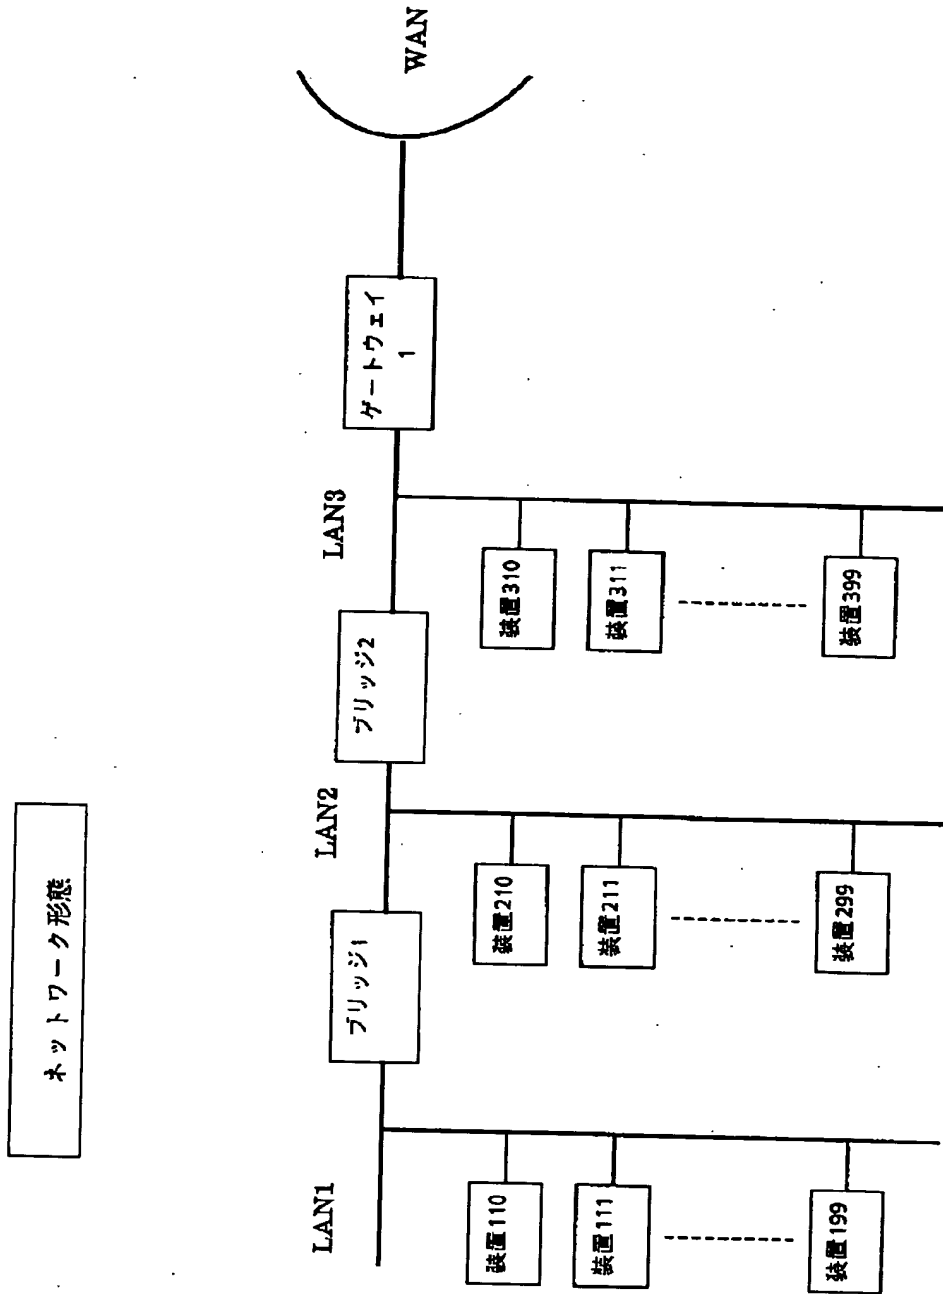 ネットワーク形態
LAN1
LAN2
LAN3
WAN
ブリッジ1
ブリッジ2
ゲートウェイ
1
装置110
装置111
装置199
装置210
装置211
装置299
装置310
装置311
装置399